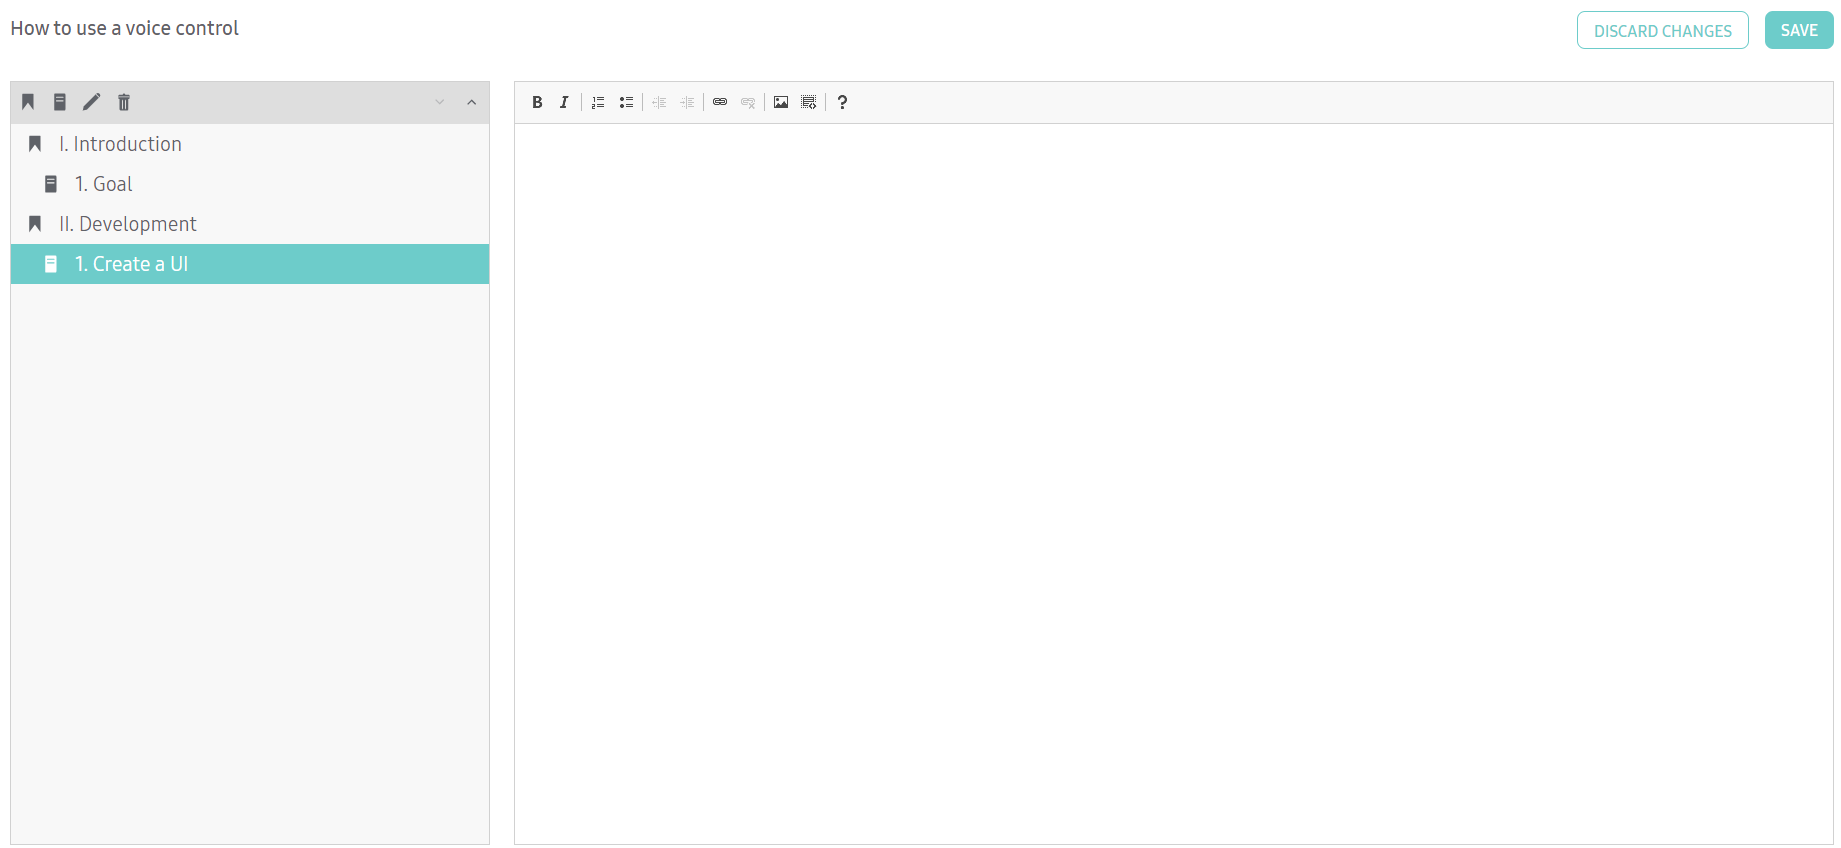 How to use a voice control
DISCARD CHANGES
SAVE
B I ?
I. Introduction
1. Goal
II. Development
1. Create a UI